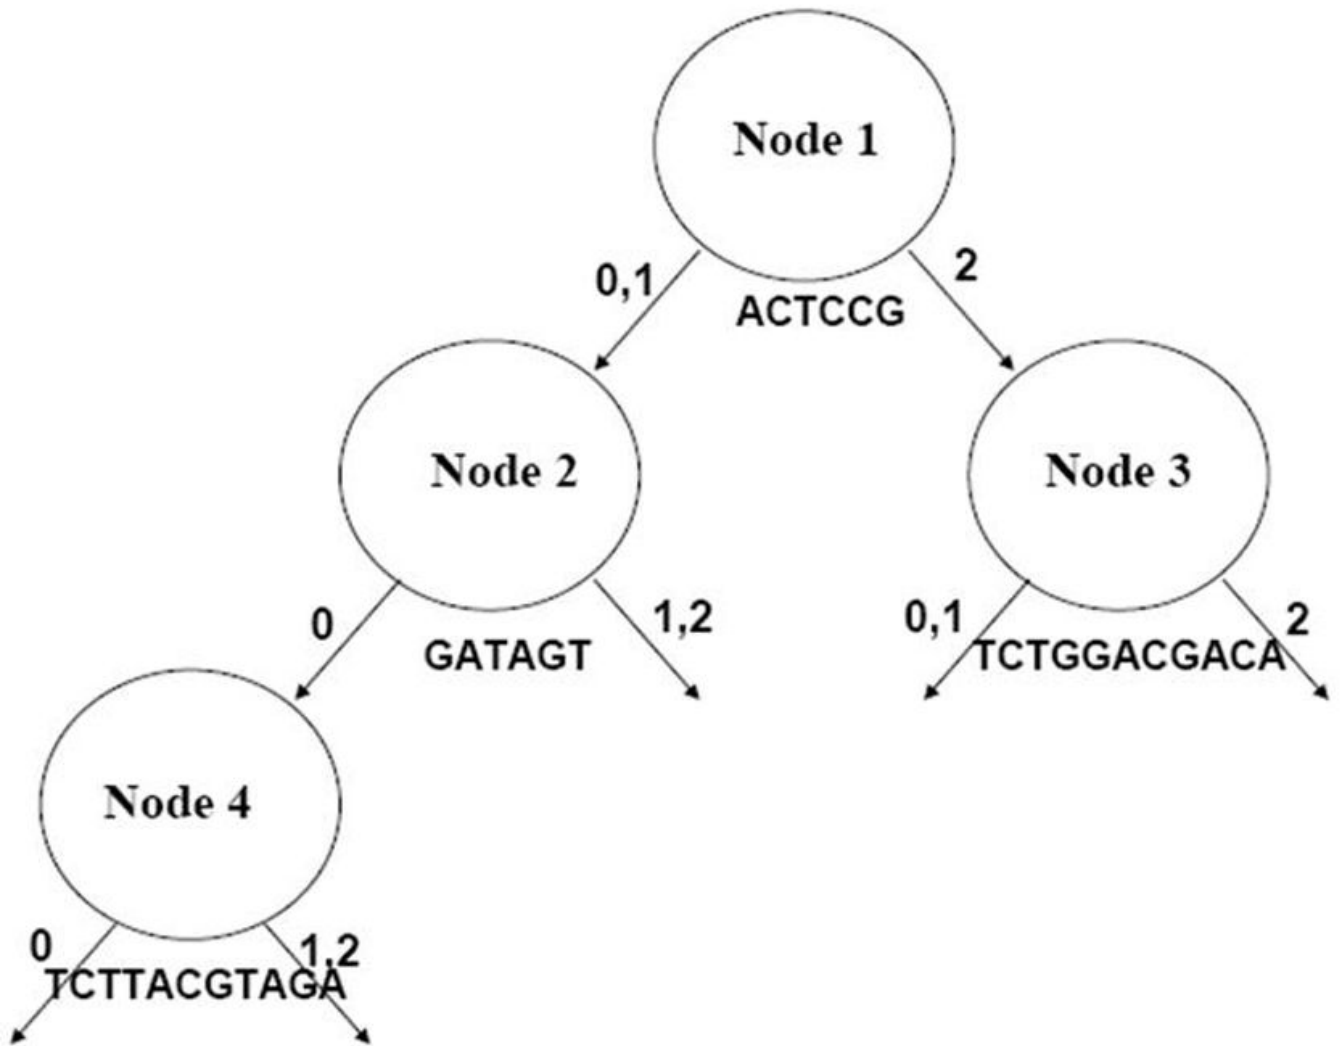 Node 1
0,1
2
ACTCCG
Node 2
Node 3
0
1,2
0,1
2
GATAGT
TCTGGACGACA
Node 4
0
1,2
TCTTACGTAGA